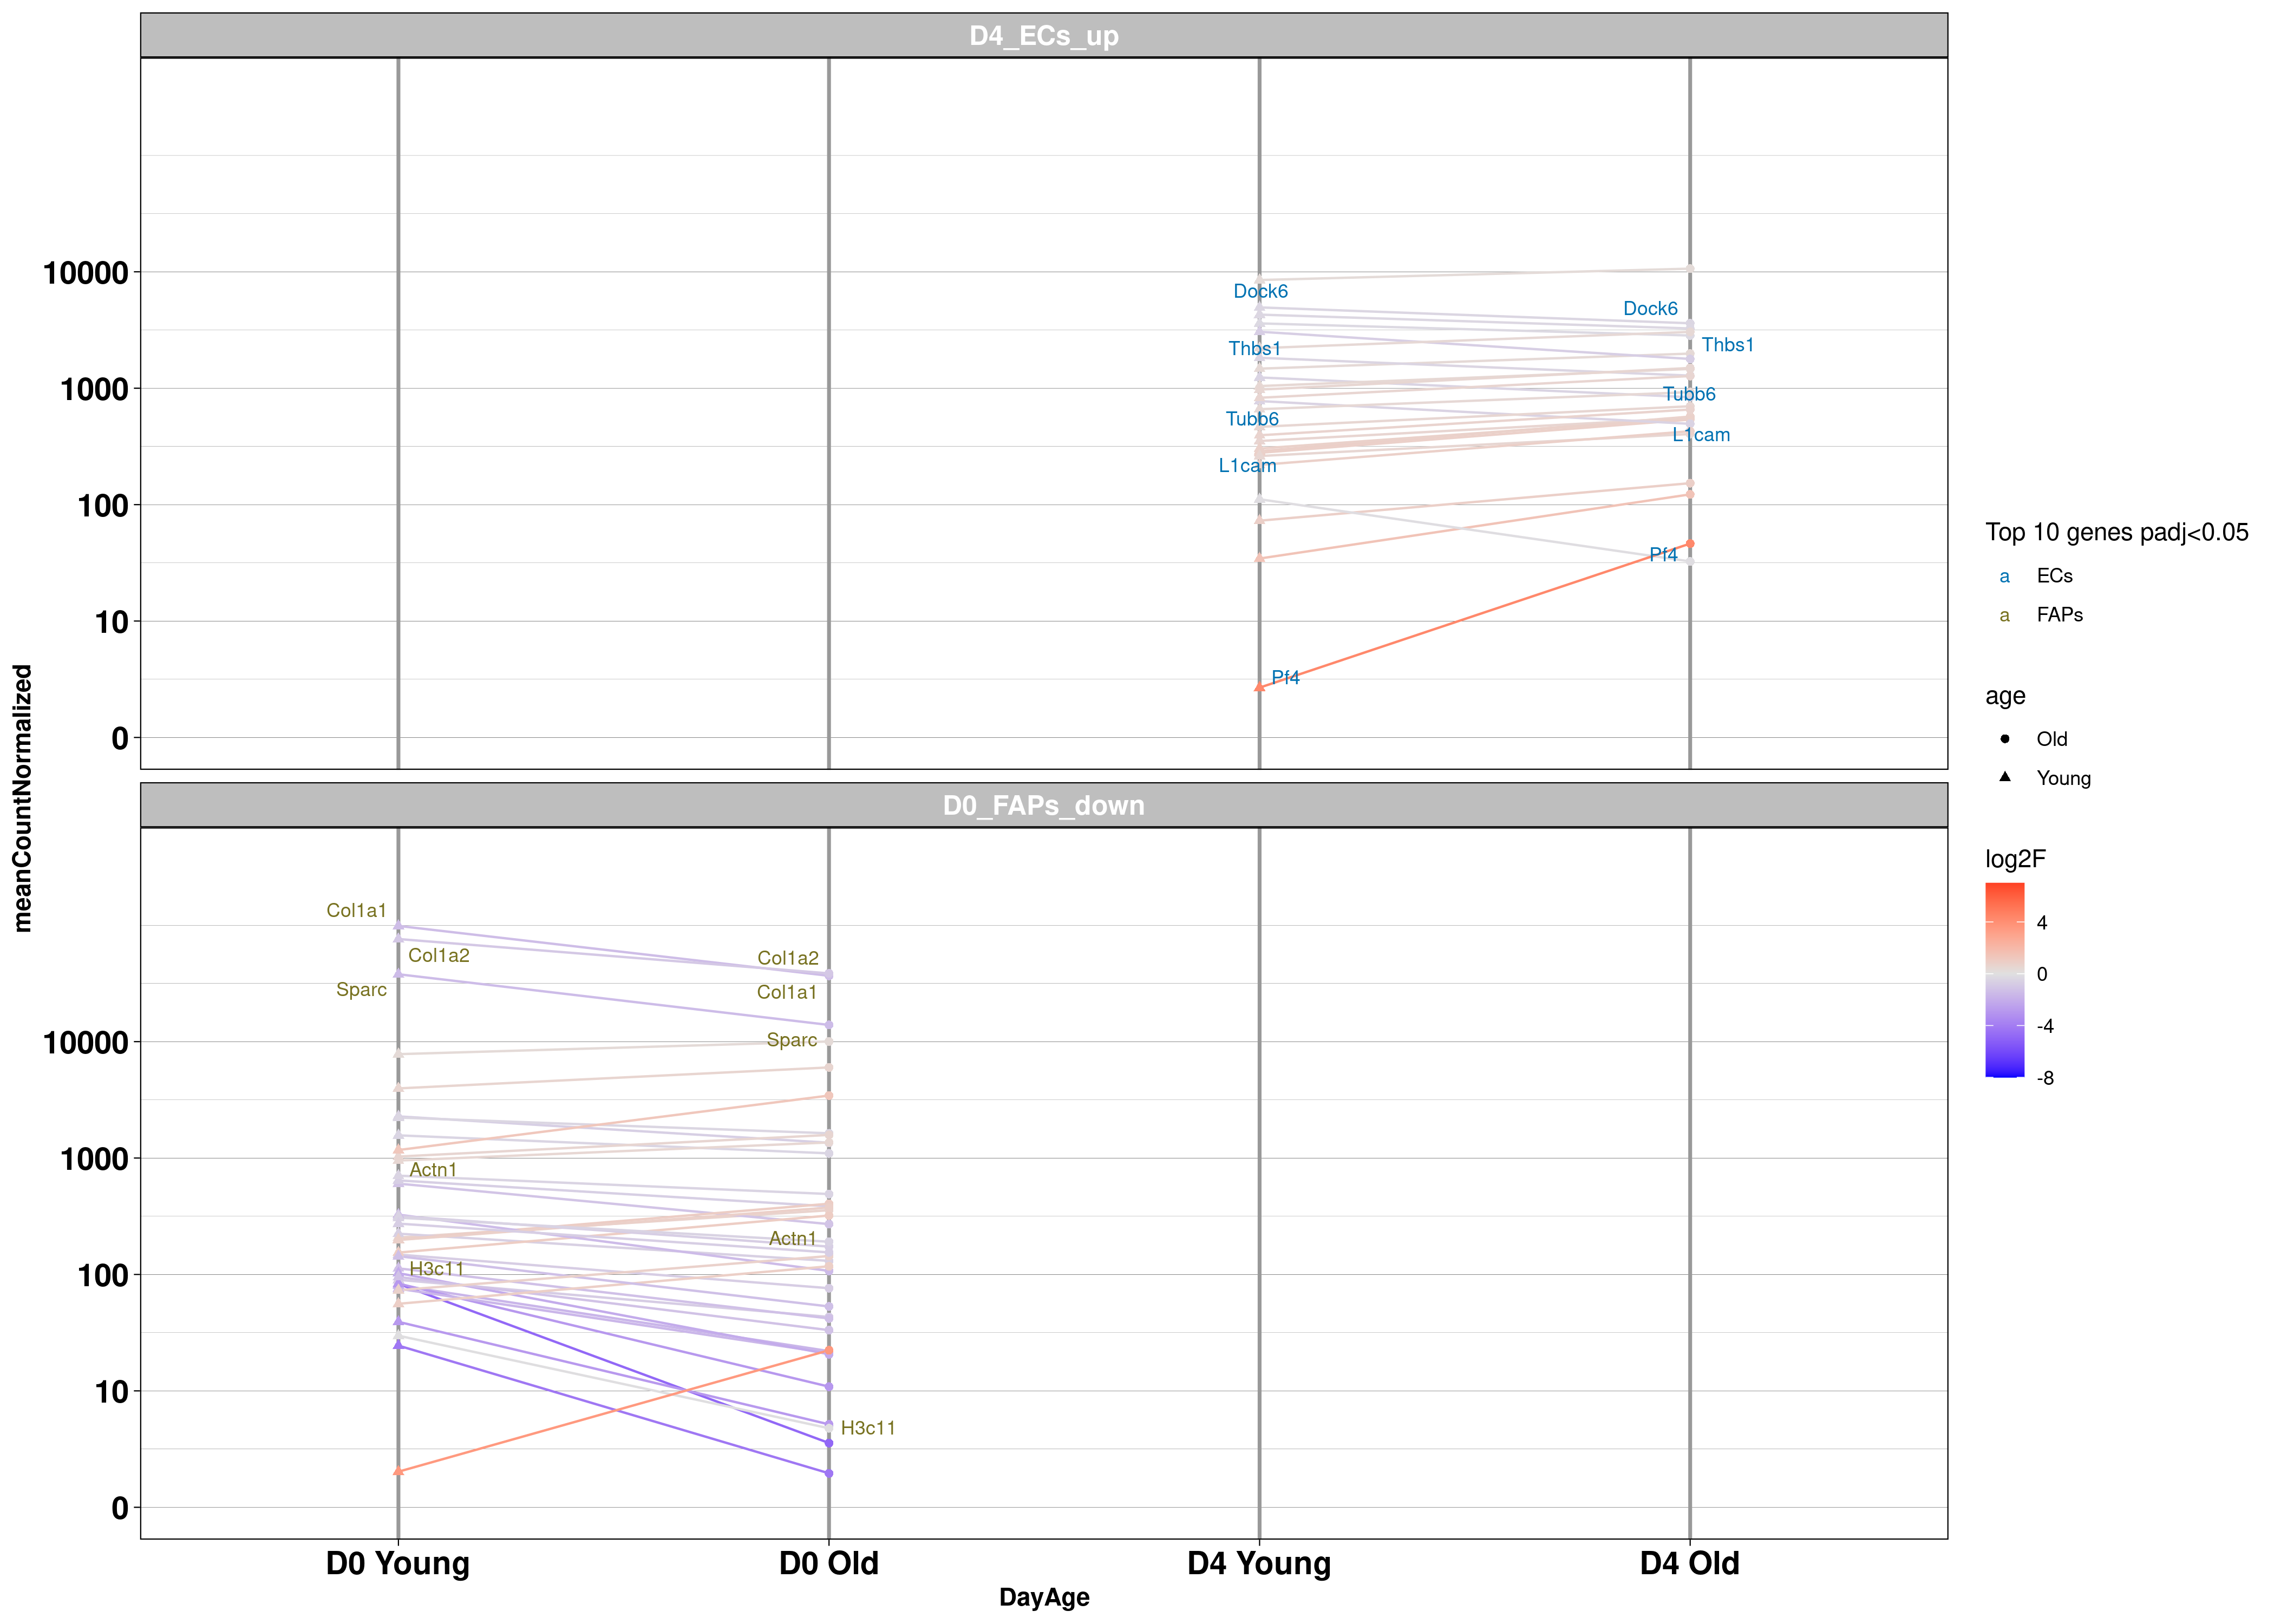 D4_ECs_up
10000
1000
100
10
0
Dock6
Dock6
Thbs1
Thbs1
Tubb6
Tubb6
L1cam
L1cam
Pf4
Pf4
meanCountNormalized
D0_FAPs_down
10000
1000
100
10
0
Col1a1
Col1a2
Col1a2
Sparc
Col1a1
Sparc
Actn1
Actn1
H3c11
H3c11
D0 Young
D0 Old
D4 Young
D4 Old
DayAge
Top 10 genes padj<0.05
a ECs
a FAPs
age
Old
Young
log2F
4
0
-4
-8